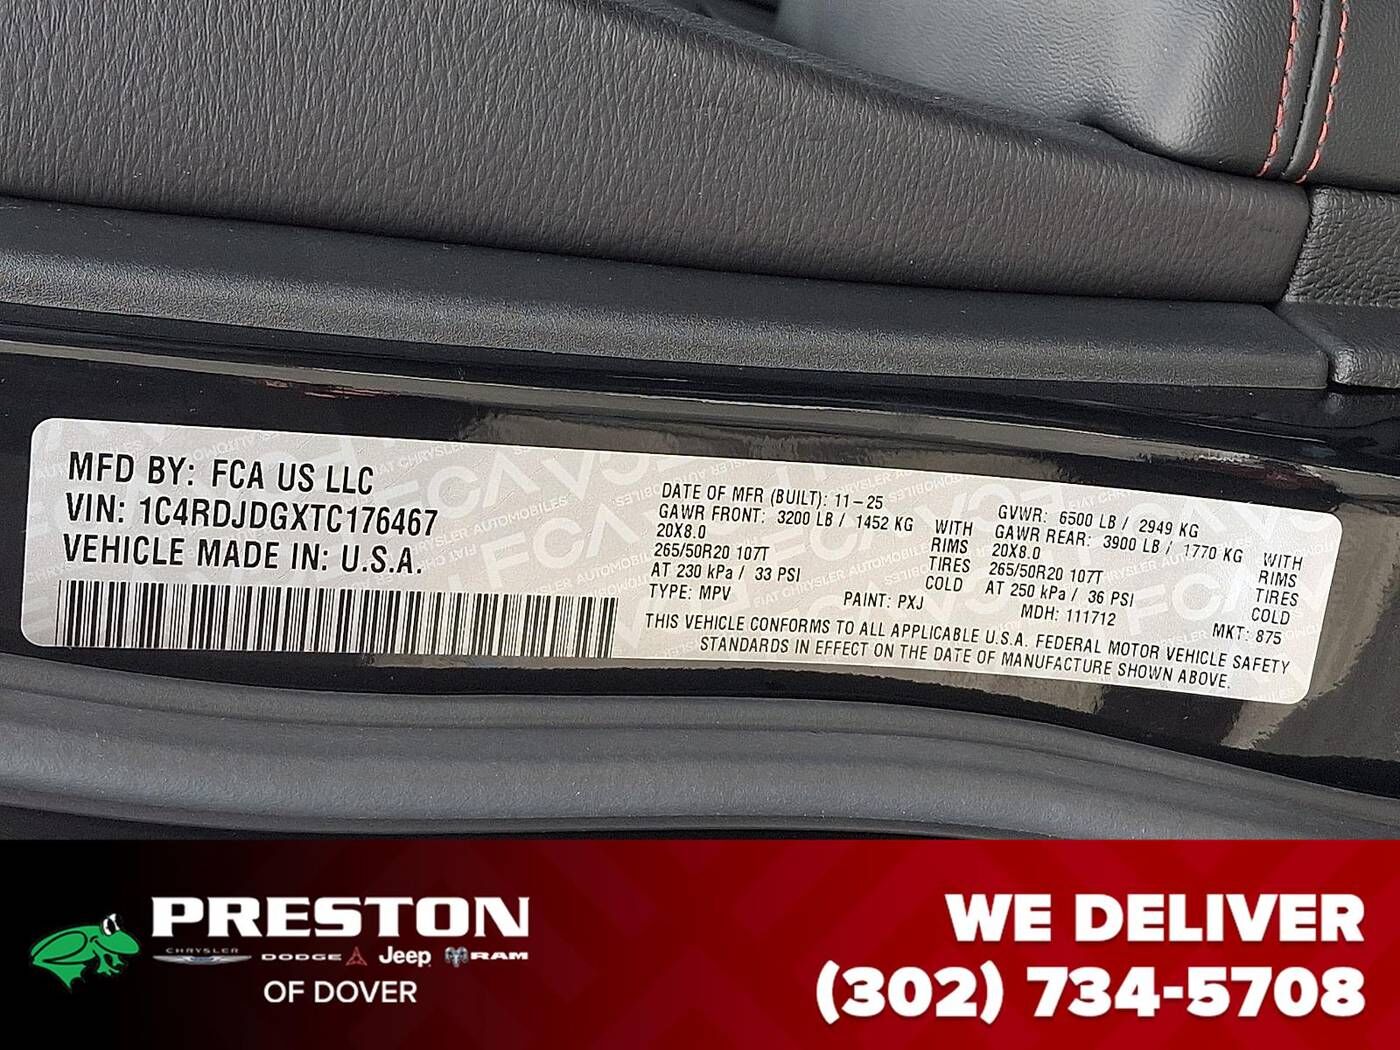 MFD BY: FCA US LLC
VIN: 1C4RDJDGXTC176467
VEHICLE MADE IN: U.S.A.
DATE OF MFR (BUILT): 11-25
GAWR FRONT: 3200 LB / 1452 KG
20X8.0
265/50R20 107T
AT 230 kPa / 33 PSI
WITH
RIMS
TIRES
COLD
TYPE: MPV
PAINT: PXJ
GVWR: 6500 LB / 2949 KG
GAWR REAR: 3900 LB / 1770 KG
20X8.0
265/50R20 107T
AT 250 kPa / 36 PSI
WITH
RIMS
TIRES
COLD
MDH: 111712
MKT: 875
THIS VEHICLE CONFORMS TO ALL APPLICABLE U.S.A. FEDERAL MOTOR VEHICLE SAFETY
STANDARDS IN EFFECT ON THE DATE OF MANUFACTURE SHOWN ABOVE.
PRESTON
CHRYSLER DODGE Jeep RAM
OF DOVER
WE DELIVER
(302) 734-5708